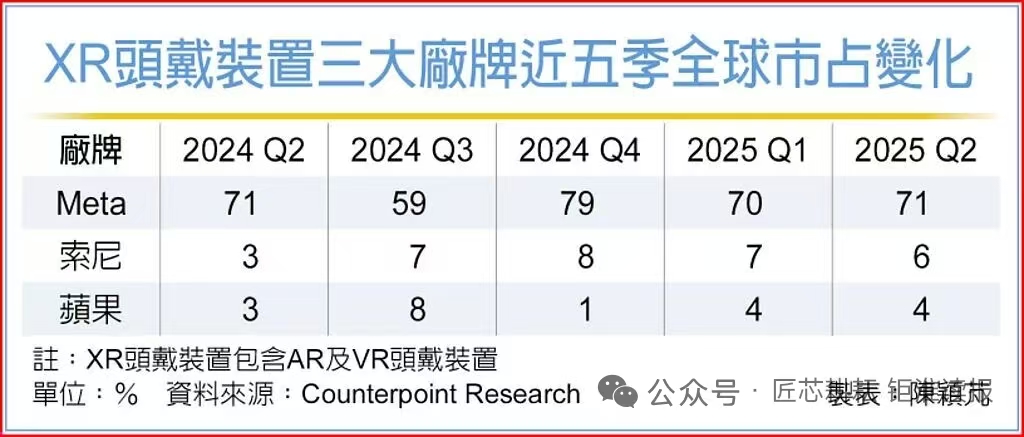 XR頭戴裝置三大廠牌近五季全球市占變化
廠牌 2024 Q2 2024 Q3 2024 Q4 2025 Q1 2025 Q2
Meta 71 59 79 70 71
索尼 3 7 8 7 6
蘋果 3 8 1 4 4
註：XR頭戴裝置包含AR及VR頭戴裝置
單位：% 資料來源：Counterpoint Research 公众号 · 匠芯 製表：陳穎芃